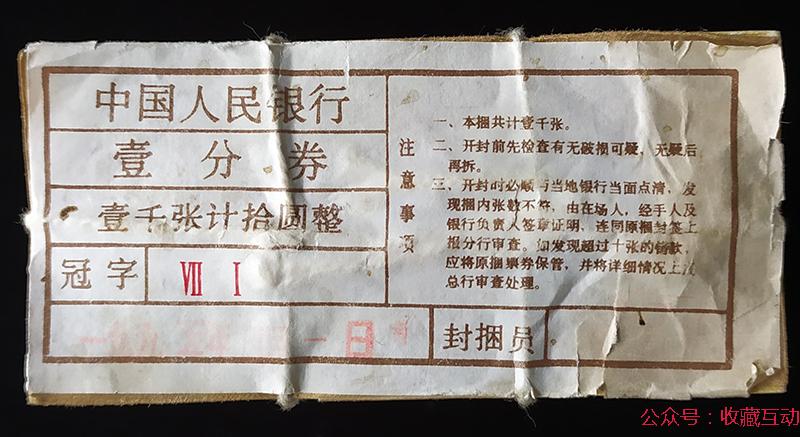 中国人民银行
壹分券
壹千张计拾圆整
冠字 Ⅶ Ⅰ
一日
封捆员
注意事项
一、本捆共计壹千张。
二、开封前先检查有无破损可疑，无疑后
再拆。
三、开封时必须与当地银行当面点清，发
现捆内张数不符，由在场人，经手人及
银行负责人签章证明，连同原捆封签上
报分行审查。如发现超过十张的错款，
应将原捆票券保管，并将详细情况上
总行审查处理。
公众号：收藏互动